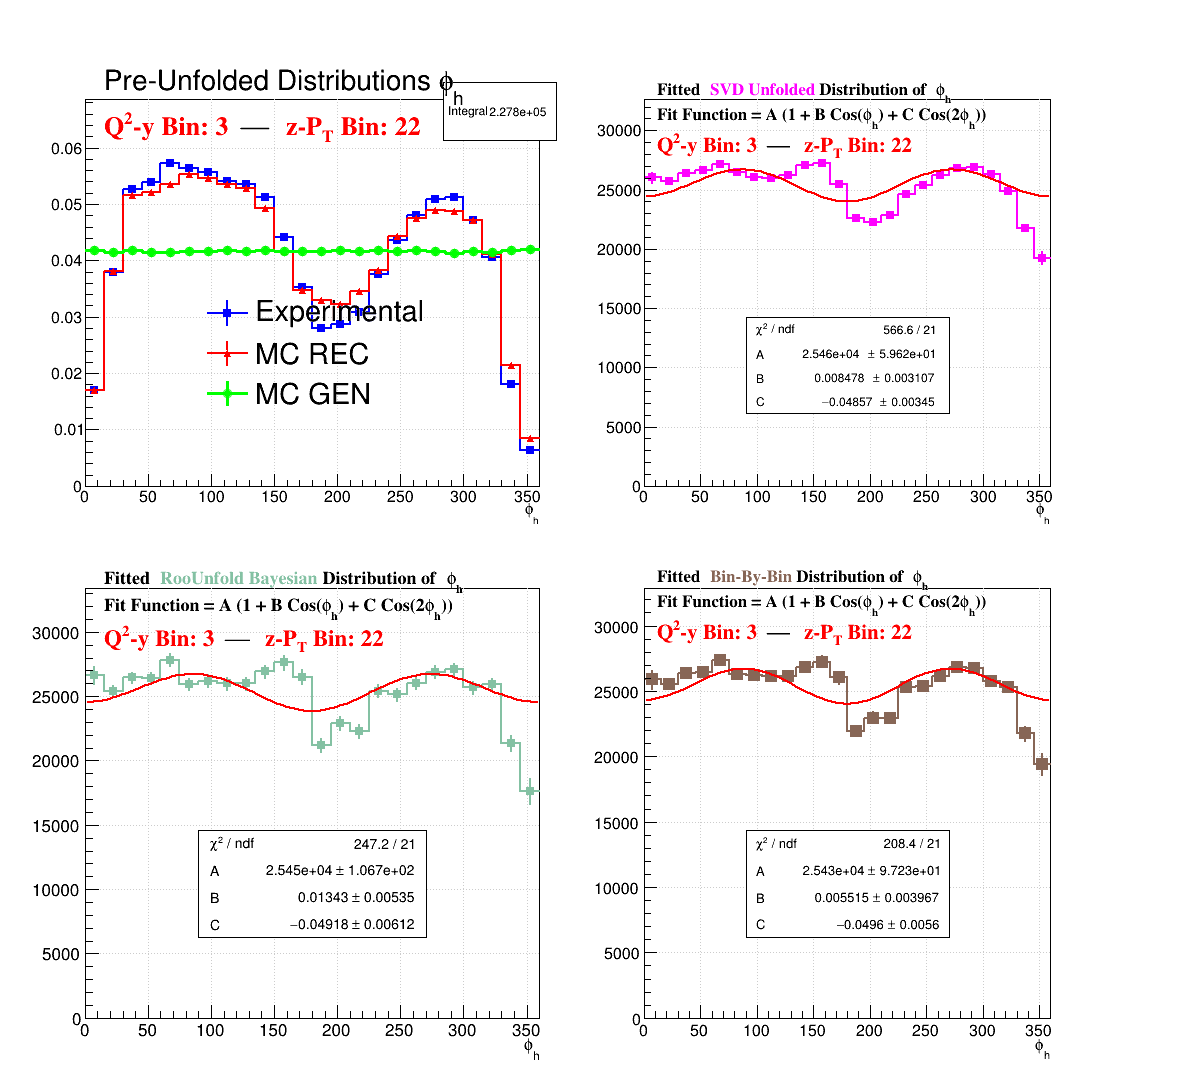 Pre-Unfolded Distributions ϕh
Integral 2.278e+05
Q²-y Bin: 3 — z-PT Bin: 22
0.06
0.05
0.04
0.03
0.02
0.01
0
Experimental
MC REC
MC GEN
0 50 100 150 200 250 300 350
ϕh
Fitted SVD Unfolded Distribution of ϕh
Fit Function = A (1 + B Cos(ϕh) + C Cos(2ϕh))
Q²-y Bin: 3 — z-PT Bin: 22
30000
25000
20000
15000
10000
5000
0
χ² / ndf 566.6 / 21
A 2.546e+04 ± 5.962e+01
B 0.008478 ± 0.003107
C −0.04857 ± 0.00345
0 50 100 150 200 250 300 350
ϕh
Fitted RooUnfold Bayesian Distribution of ϕh
Fit Function = A (1 + B Cos(ϕh) + C Cos(2ϕh))
Q²-y Bin: 3 — z-PT Bin: 22
30000
25000
20000
15000
10000
5000
0
χ² / ndf 247.2 / 21
A 2.545e+04 ± 1.067e+02
B 0.01343 ± 0.00535
C −0.04918 ± 0.00612
0 50 100 150 200 250 300 350
ϕh
Fitted Bin-By-Bin Distribution of ϕh
Fit Function = A (1 + B Cos(ϕh) + C Cos(2ϕh))
Q²-y Bin: 3 — z-PT Bin: 22
30000
25000
20000
15000
10000
5000
0
χ² / ndf 208.4 / 21
A 2.543e+04 ± 9.723e+01
B 0.005515 ± 0.003967
C −0.0496 ± 0.0056
0 50 100 150 200 250 300 350
ϕh